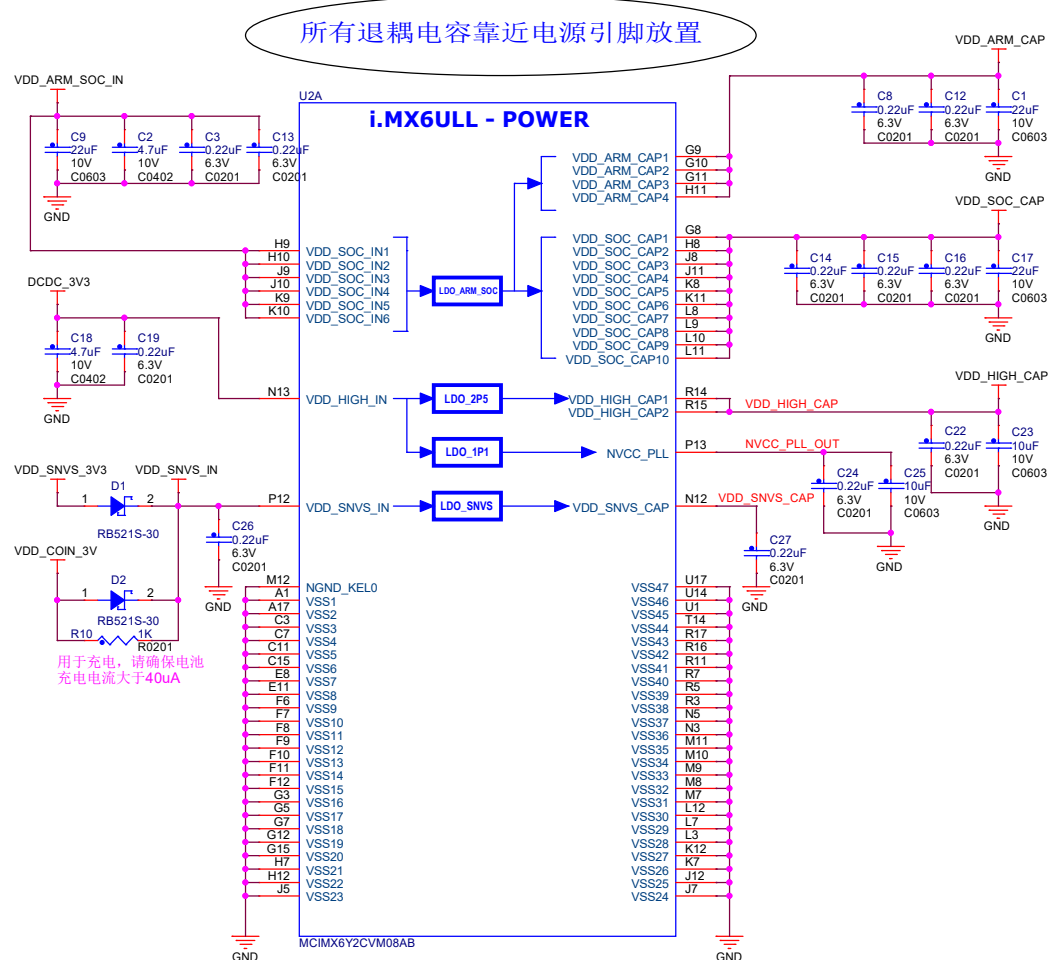 所有退耦电容靠近电源引脚放置
VDD_ARM_CAP
VDD_ARM_SOC_IN
U2A
i.MX6ULL - POWER
C9
22uF
10V
C0603
C2
4.7uF
10V
C0402
C3
0.22uF
6.3V
C0201
C13
0.22uF
6.3V
C0201
GND
C8
0.22uF
6.3V
C0201
C12
0.22uF
6.3V
C0201
C1
22uF
10V
C0603
GND
VDD_ARM_CAP1 G9
VDD_ARM_CAP2 G10
VDD_ARM_CAP3 G11
VDD_ARM_CAP4 H11
VDD_SOC_CAP
H9 VDD_SOC_IN1
H10 VDD_SOC_IN2
J9 VDD_SOC_IN3
J10 VDD_SOC_IN4
K9 VDD_SOC_IN5
K10 VDD_SOC_IN6
LDO_ARM_SOC
VDD_SOC_CAP1 G8
VDD_SOC_CAP2 H8
VDD_SOC_CAP3 J8
VDD_SOC_CAP4 J11
VDD_SOC_CAP5 K8
VDD_SOC_CAP6 K11
VDD_SOC_CAP7 L8
VDD_SOC_CAP8 L9
VDD_SOC_CAP9 L10
VDD_SOC_CAP10 L11
C14
0.22uF
6.3V
C0201
C15
0.22uF
6.3V
C0201
C16
0.22uF
6.3V
C0201
C17
22uF
10V
C0603
GND
DCDC_3V3
C18
4.7uF
10V
C0402
C19
0.22uF
6.3V
C0201
GND
N13 VDD_HIGH_IN
LDO_2P5
VDD_HIGH_CAP1 R14
VDD_HIGH_CAP2 R15
VDD_HIGH_CAP
VDD_HIGH_CAP
C22
0.22uF
6.3V
C0201
C23
10uF
10V
C0603
GND
LDO_1P1
NVCC_PLL P13
NVCC_PLL_OUT
C24
0.22uF
6.3V
C0201
C25
10uF
10V
C0603
GND
VDD_SNVS_3V3
VDD_SNVS_IN
D1
1 2
RB521S-30
P12 VDD_SNVS_IN
LDO_SNVS
VDD_SNVS_CAP N12
VDD_SNVS_CAP
C26
0.22uF
6.3V
C0201
GND
C27
0.22uF
6.3V
C0201
GND
VDD_COIN_3V
D2
1 2
RB521S-30
R10 1K
R0201
用于充电，请确保电池
充电电流大于40uA
M12 NGND_KEL0
A1 VSS1
A17 VSS2
C3 VSS3
C7 VSS4
C11 VSS5
C15 VSS6
E8 VSS7
E11 VSS8
F6 VSS9
F7 VSS10
F8 VSS11
F9 VSS12
F10 VSS13
F11 VSS14
F12 VSS15
G3 VSS16
G5 VSS17
G7 VSS18
G12 VSS19
G15 VSS20
H7 VSS21
H12 VSS22
J5 VSS23
VSS47 U17
VSS46 U14
VSS45 U1
VSS44 T14
VSS43 R17
VSS42 R16
VSS41 R11
VSS40 R7
VSS39 R5
VSS38 R3
VSS37 N5
VSS36 N3
VSS35 M11
VSS34 M10
VSS33 M9
VSS32 M8
VSS31 M7
VSS30 L12
VSS29 L7
VSS28 L3
VSS27 K12
VSS26 K7
VSS25 J12
VSS24 J7
MCIMX6Y2CVM08AB
GND
GND